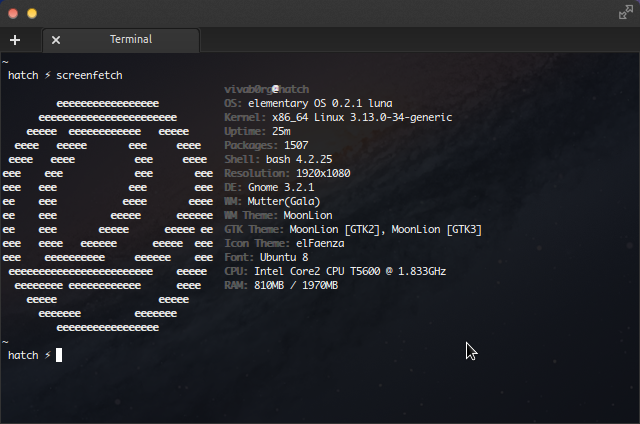 + × Terminal
~
hatch ⚡ screenfetch
vivab0rg@hatch
eeeeeeeeeeeeeeeee OS: elementary OS 0.2.1 luna
eeeeeeeeeeeeeeeeeeeeeee Kernel: x86_64 Linux 3.13.0-34-generic
eeeee eeeeeeeeeeee eeeee Uptime: 25m
eeee eeeee eee eeee Packages: 1507
eeee eeee eee eeee Shell: bash 4.2.25
eee eee eee eee Resolution: 1920x1080
eee eee eee eee DE: Gnome 3.2.1
ee eee eeee eeee WM: Mutter(Gala)
ee eee eeeee eeeeee WM Theme: MoonLion
ee eee eeeee eeeee ee GTK Theme: MoonLion [GTK2], MoonLion [GTK3]
eee eeee eeeeee eeeee eee Icon Theme: elFaenza
eee eeeeeeeeee eeeeee eee Font: Ubuntu 8
eeeeeeeeeeeeeeeeeeeeeeee eeeee CPU: Intel Core2 CPU T5600 @ 1.833GHz
eeeeeeee eeeeeeeeeeee eeee RAM: 810MB / 1970MB
eeeee eeeee
eeeeeee eeeeeee
eeeeeeeeeeeeeeeee
~
hatch ⚡